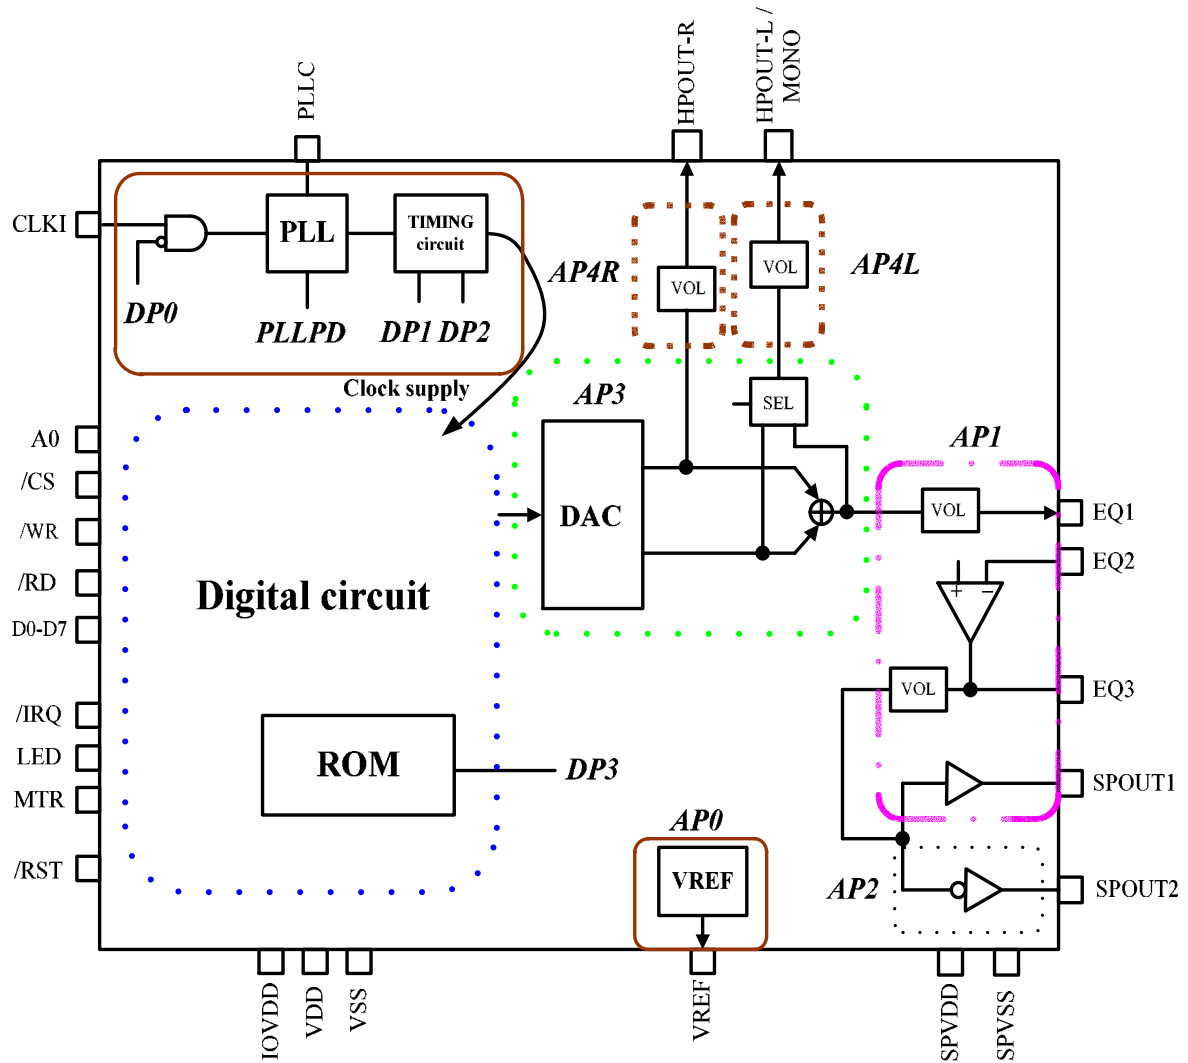 PLLC
HPOUT-R
HPOUT-L /
MONO
CLKI
PLL
TIMING
circuit
DP0
PLLPD
DP1 DP2
Clock supply
AP4R
VOL
VOL
AP4L
AP3
SEL
DAC
AP1
VOL
EQ1
EQ2
+
−
VOL
EQ3
SPOUT1
AP2
SPOUT2
A0
/CS
/WR
/RD
D0-D7
/IRQ
LED
MTR
/RST
Digital circuit
ROM
DP3
AP0
VREF
IOVDD
VDD
VSS
VREF
SPVDD
SPVSS